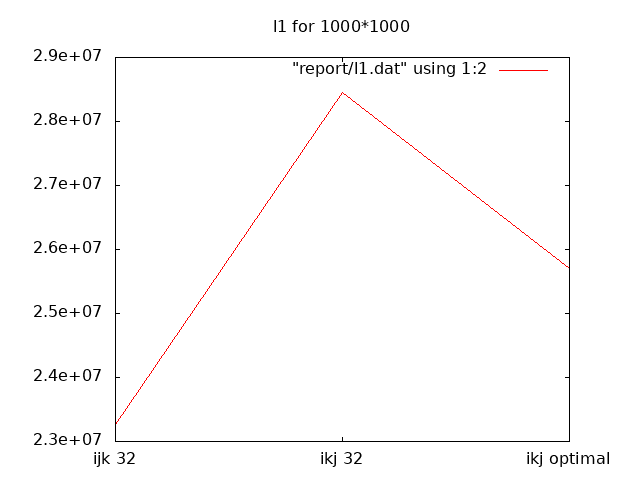 l1 for 1000*1000
"report/l1.dat" using 1:2
2.9e+07
2.8e+07
2.7e+07
2.6e+07
2.5e+07
2.4e+07
2.3e+07
ijk 32
ikj 32
ikj optimal